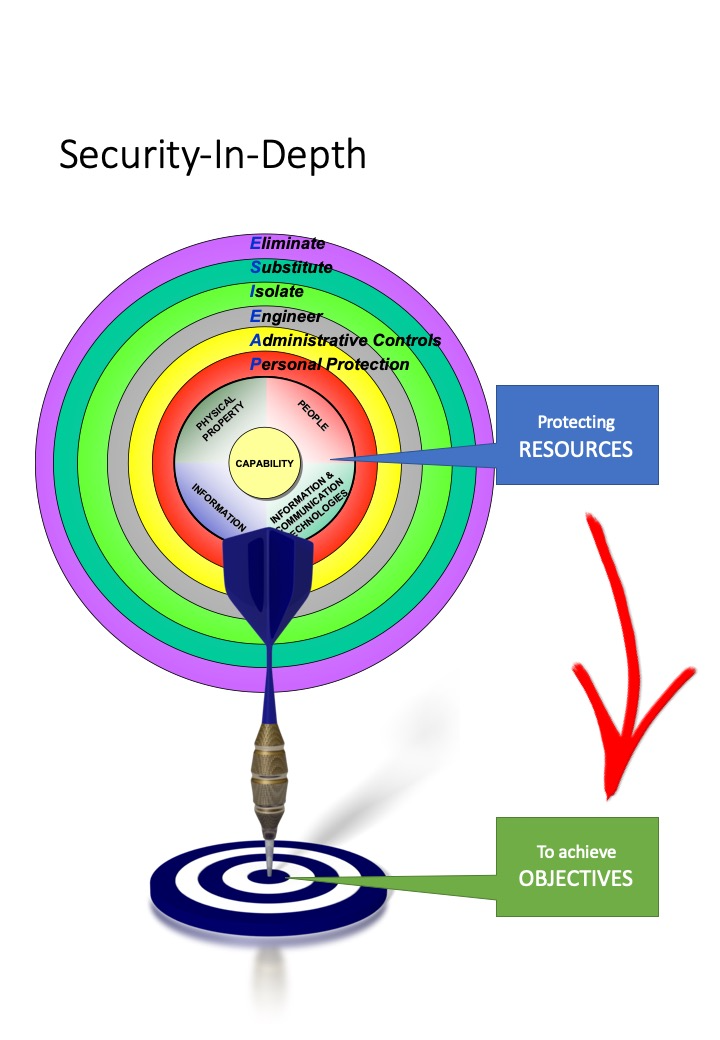 Security-In-Depth
Eliminate
Substitute
Isolate
Engineer
Administrative Controls
Personal Protection
PHYSICAL
PROPERTY
PEOPLE
CAPABILITY
INFORMATION
INFORMATION &
COMMUNICATION
TECHNOLOGIES
Protecting
RESOURCES
To achieve
OBJECTIVES